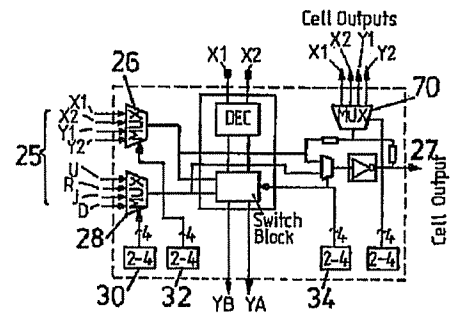 Cell Outputs
X1 X2 Y1 Y2
X1 X2
26
70
MUX
DEC
X1
X2
Y1
Y2
MUX
25
27
U
R
J
D
MUX
Switch
Block
Cell Output
28
4 4 4 4
2-4 2-4 2-4 2-4
30 32 YB YA 34